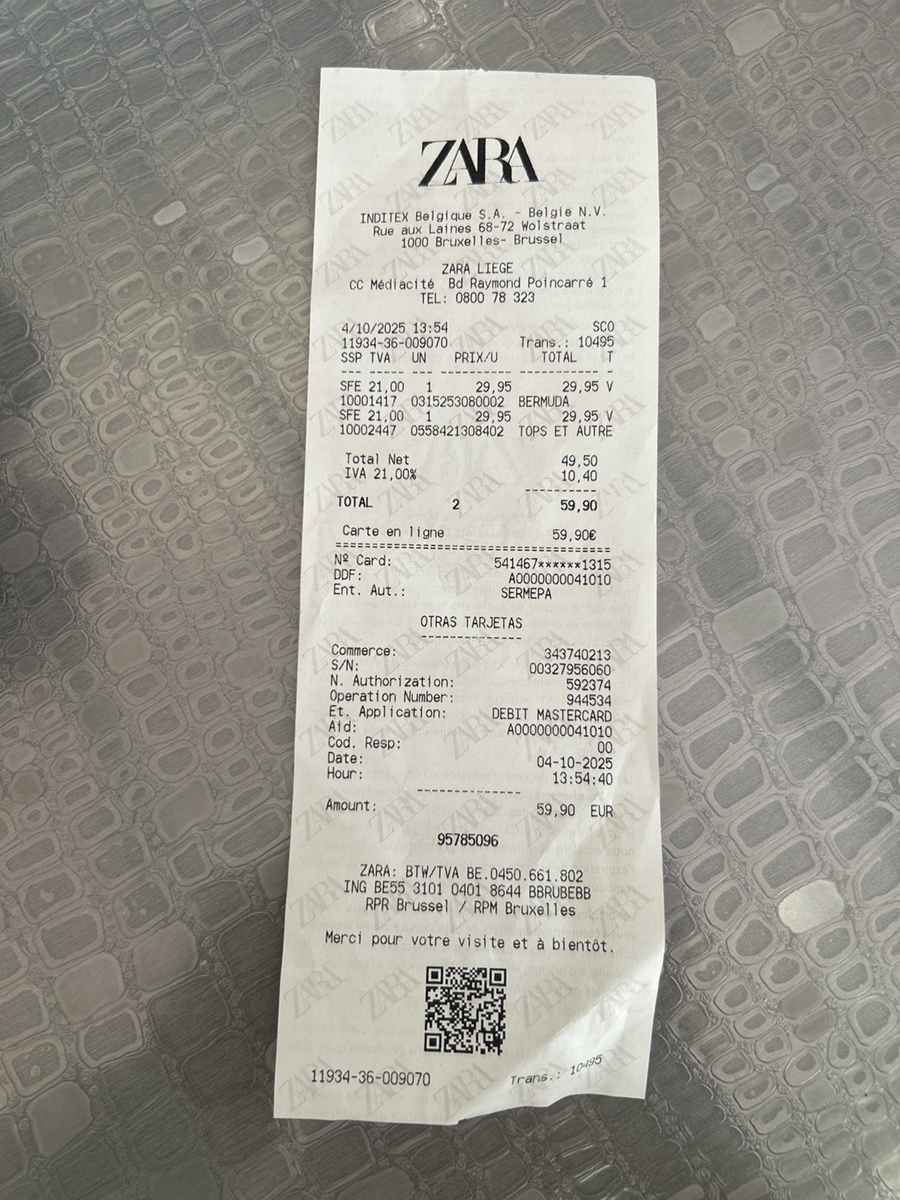 ZARA
INDITEX Belgique S.A. - België N.V.
Rue aux Laines 68-72 Wolstraat
1000 Bruxelles- Brussel
ZARA LIEGE
CC Médiacité Bd Raymond Poincarré 1
TEL: 0800 78 323
4/10/2025 13:54 SCO
11934-36-009070 Trans.: 10495
SSP TVA UN PRIX/U TOTAL T
--- ----- --- ---------- --------- -
SFE 21,00 1 29,95 29,95 V
10001417 0315253080002 BERMUDA
SFE 21,00 1 29,95 29,95 V
10002447 0558421308402 TOPS ET AUTRE
Total Net 49,50
IVA 21,00% 10,40
----------
TOTAL 2 59,90
Carte en ligne 59,90€
======================================
Nº Card: 541467******1315
DDF: A0000000041010
Ent. Aut.: SERMEPA
OTRAS TARJETAS
--------------
Commerce: 343740213
S/N: 00327956060
N. Authorization: 592374
Operation Number: 944534
Et. Application: DEBIT MASTERCARD
Aid: A0000000041010
Cod. Resp: 00
Date: 04-10-2025
Hour: 13:54:40
--------------
Amount: 59,90 EUR
95785096
ZARA: BTW/TVA BE.0450.661.802
ING BE55 3101 0401 8644 BBRUBEBB
RPR Brussel / RPM Bruxelles
Merci pour votre visite et à bientôt.
11934-36-009070 Trans.: 10495